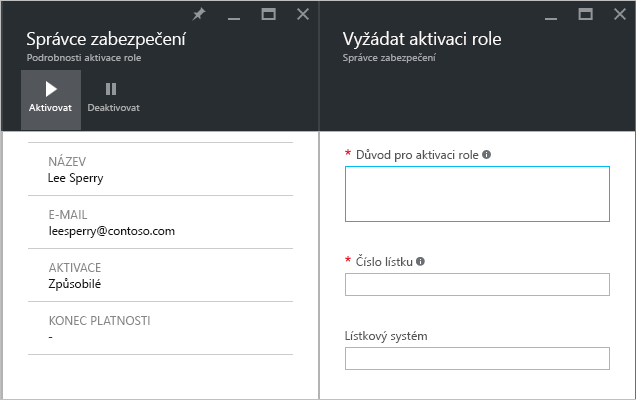 Správce zabezpečení
Podrobnosti aktivace role
Aktivovat
Deaktivovat
NÁZEV
Lee Sperry
E-MAIL
leesperry@contoso.com
AKTIVACE
Způsobilé
KONEC PLATNOSTI
-
Vyžádat aktivaci role
Správce zabezpečení
* Důvod pro aktivaci role
* Číslo lístku
Lístkový systém